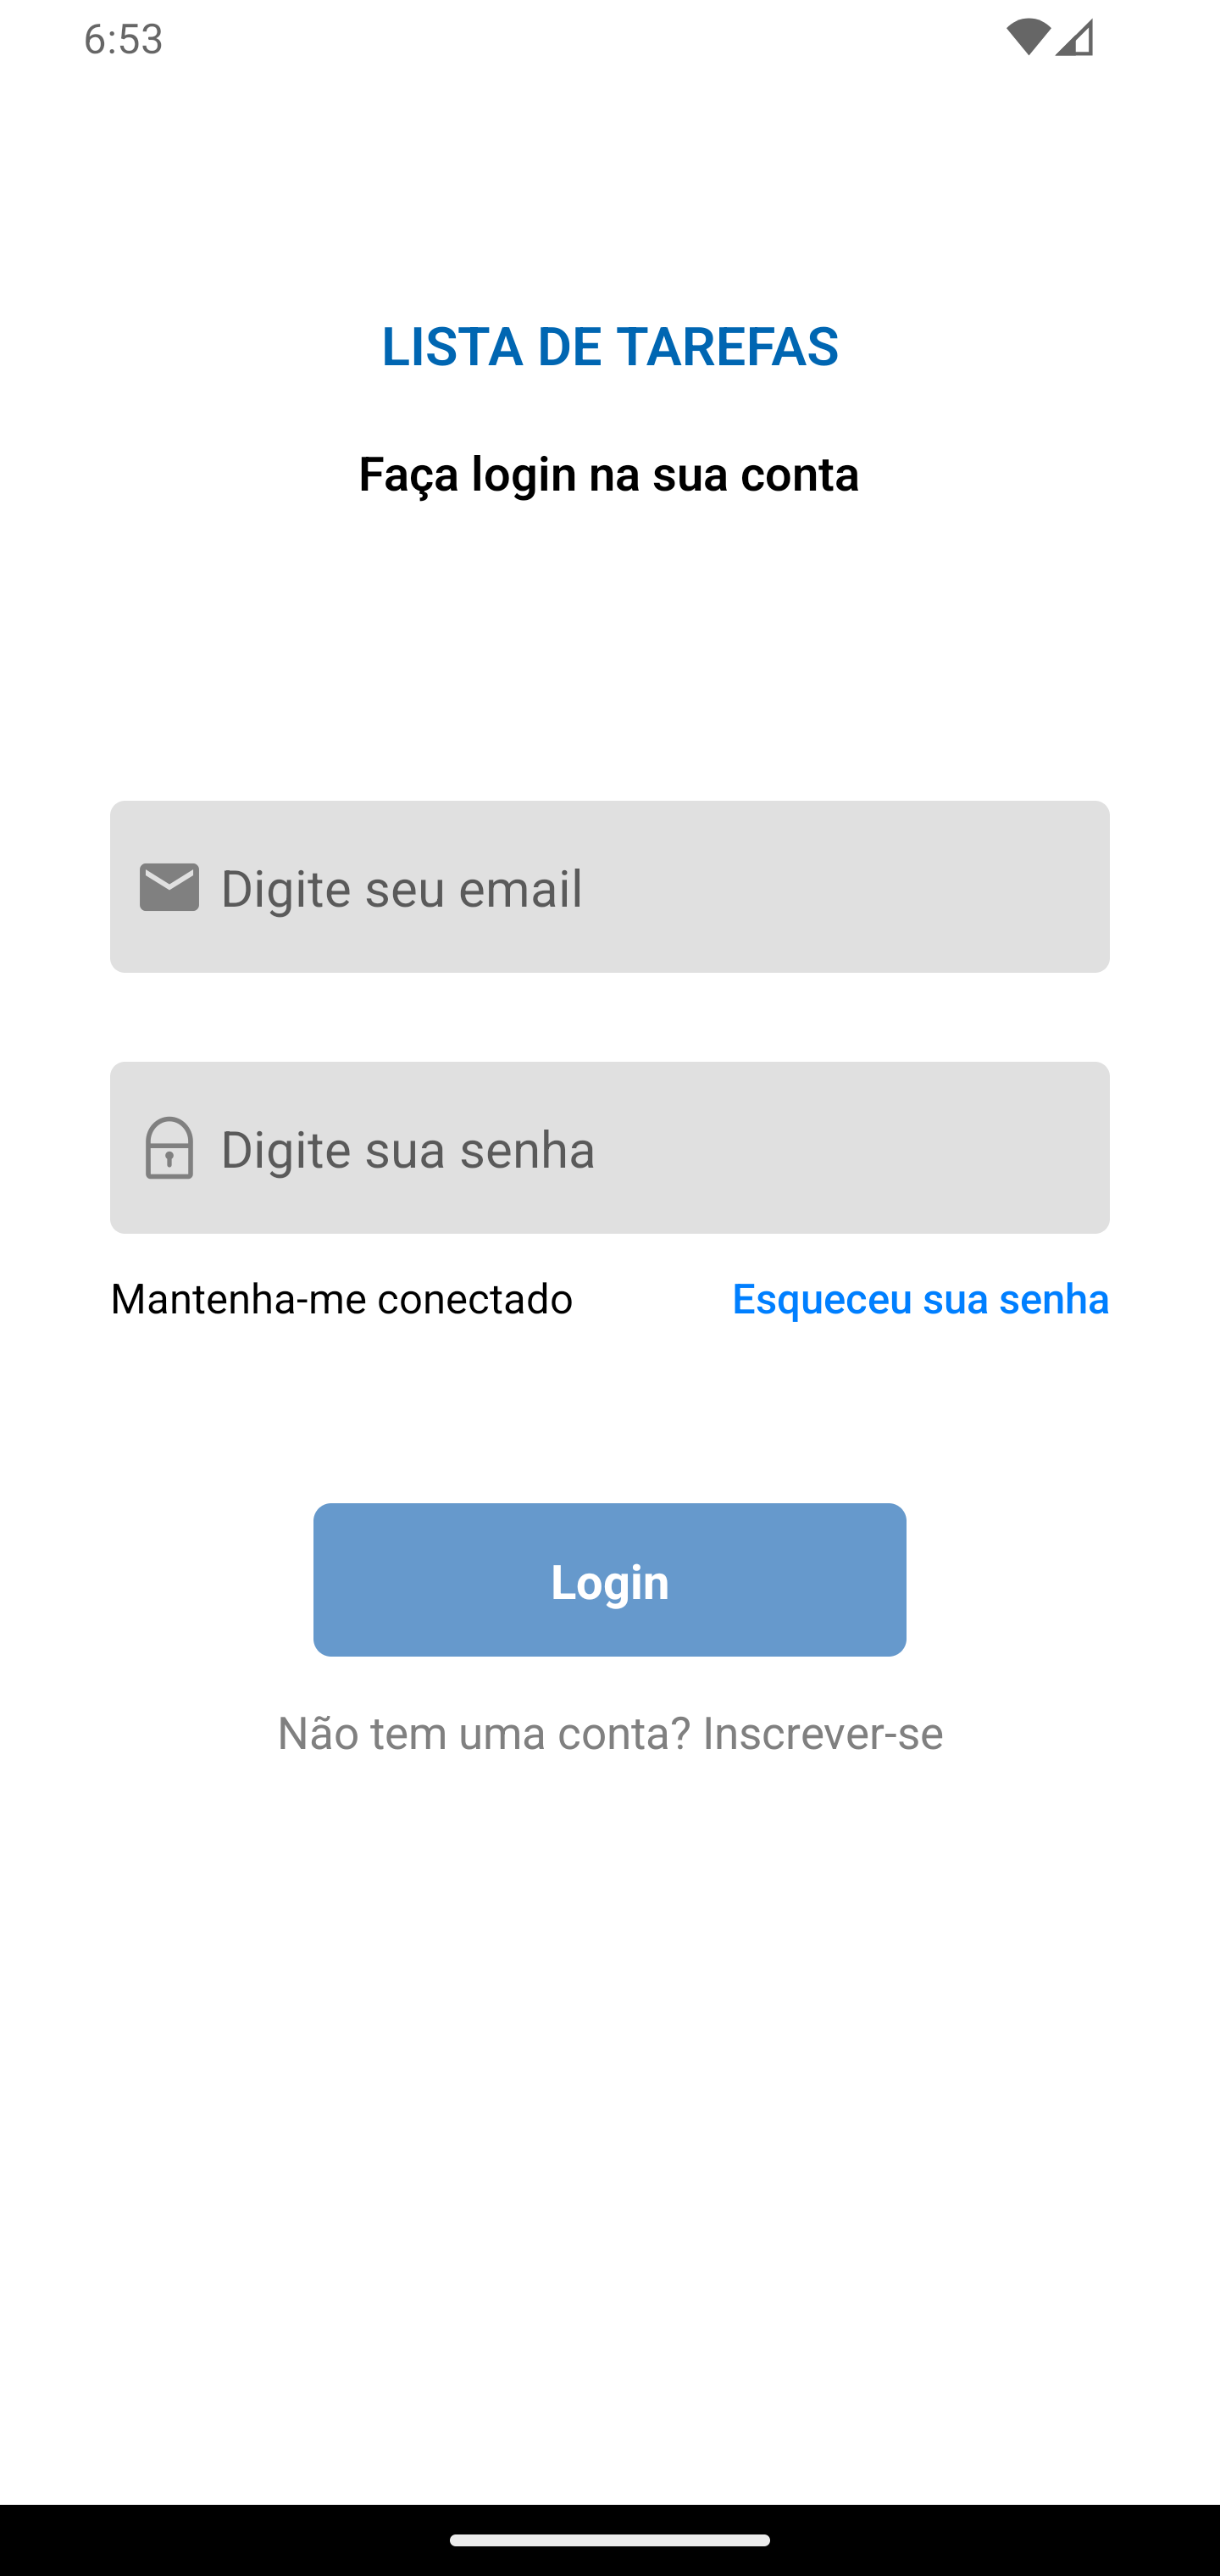 6:53
LISTA DE TAREFAS
Faça login na sua conta
Digite seu email
Digite sua senha
Mantenha-me conectado
Esqueceu sua senha
Login
Não tem uma conta? Inscrever-se